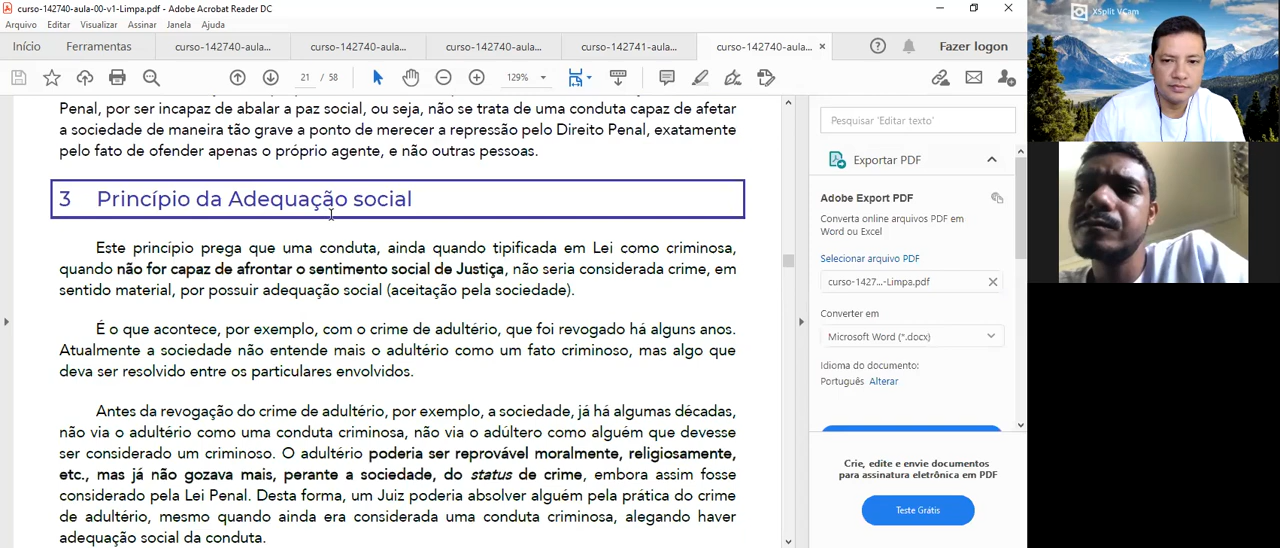 curso-142740-aula-00-v1-Limpa.pdf - Adobe Acrobat Reader DC
Arquivo Editar Visualizar Assinar Janela Ajuda
Início Ferramentas curso-142740-aula... curso-142740-aula... curso-142740-aula... curso-142741-aula... curso-142740-aula... × Fazer logon
21 / 58 129%
XSplit VCam
Penal, por ser incapaz de abalar a paz social, ou seja, não se trata de uma conduta capaz de afetar
a sociedade de maneira tão grave a ponto de merecer a repressão pelo Direito Penal, exatamente
pelo fato de ofender apenas o próprio agente, e não outras pessoas.
3 Princípio da Adequação social
Este princípio prega que uma conduta, ainda quando tipificada em Lei como criminosa,
quando não for capaz de afrontar o sentimento social de Justiça, não seria considerada crime, em
sentido material, por possuir adequação social (aceitação pela sociedade).
É o que acontece, por exemplo, com o crime de adultério, que foi revogado há alguns anos.
Atualmente a sociedade não entende mais o adultério como um fato criminoso, mas algo que
deva ser resolvido entre os particulares envolvidos.
Antes da revogação do crime de adultério, por exemplo, a sociedade, já há algumas décadas,
não via o adultério como uma conduta criminosa, não via o adúltero como alguém que devesse
ser considerado um criminoso. O adultério poderia ser reprovável moralmente, religiosamente,
etc., mas já não gozava mais, perante a sociedade, do status de crime, embora assim fosse
considerado pela Lei Penal. Desta forma, um Juiz poderia absolver alguém pela prática do crime
de adultério, mesmo quando ainda era considerada uma conduta criminosa, alegando haver
adequação social da conduta.
Pesquisar 'Editar texto'
Exportar PDF
Adobe Export PDF
Converta online arquivos PDF em
Word ou Excel
Selecionar arquivo PDF
curso-1427...-Limpa.pdf
Converter em
Microsoft Word (*.docx)
Idioma do documento:
Português Alterar
Crie, edite e envie documentos
para assinatura eletrônica em PDF
Teste Grátis